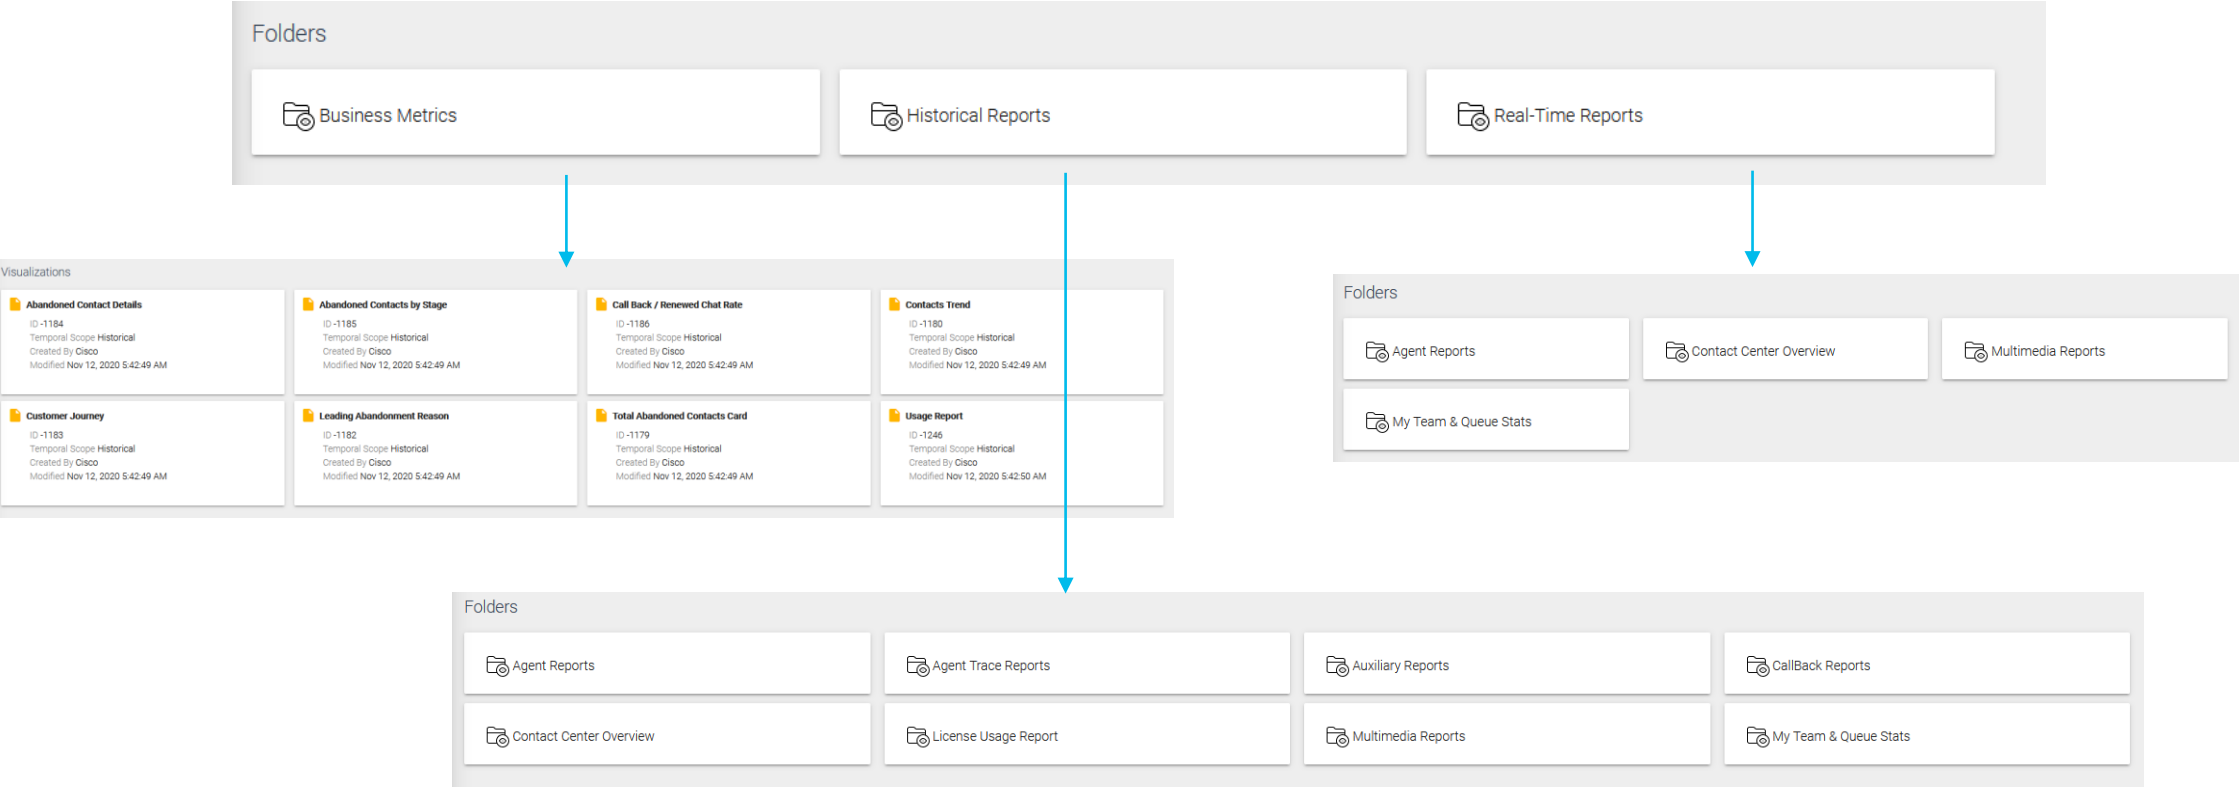 Folders
Business Metrics
Historical Reports
Real-Time Reports
Visualizations
Abandoned Contact Details
ID -1184
Temporal Scope Historical
Created By Cisco
Modified Nov 12, 2020 5:42:49 AM
Abandoned Contacts by Stage
ID -1185
Temporal Scope Historical
Created By Cisco
Modified Nov 12, 2020 5:42:49 AM
Call Back / Renewed Chat Rate
ID -1186
Temporal Scope Historical
Created By Cisco
Modified Nov 12, 2020 5:42:49 AM
Contacts Trend
ID -1180
Temporal Scope Historical
Created By Cisco
Modified Nov 12, 2020 5:42:49 AM
Customer Journey
ID -1183
Temporal Scope Historical
Created By Cisco
Modified Nov 12, 2020 5:42:49 AM
Leading Abandonment Reason
ID -1182
Temporal Scope Historical
Created By Cisco
Modified Nov 12, 2020 5:42:49 AM
Total Abandoned Contacts Card
ID -1179
Temporal Scope Historical
Created By Cisco
Modified Nov 12, 2020 5:42:49 AM
Usage Report
ID -1246
Temporal Scope Historical
Created By Cisco
Modified Nov 12, 2020 5:42:50 AM
Folders
Agent Reports
Contact Center Overview
Multimedia Reports
My Team & Queue Stats
Folders
Agent Reports
Agent Trace Reports
Auxiliary Reports
CallBack Reports
Contact Center Overview
License Usage Report
Multimedia Reports
My Team & Queue Stats